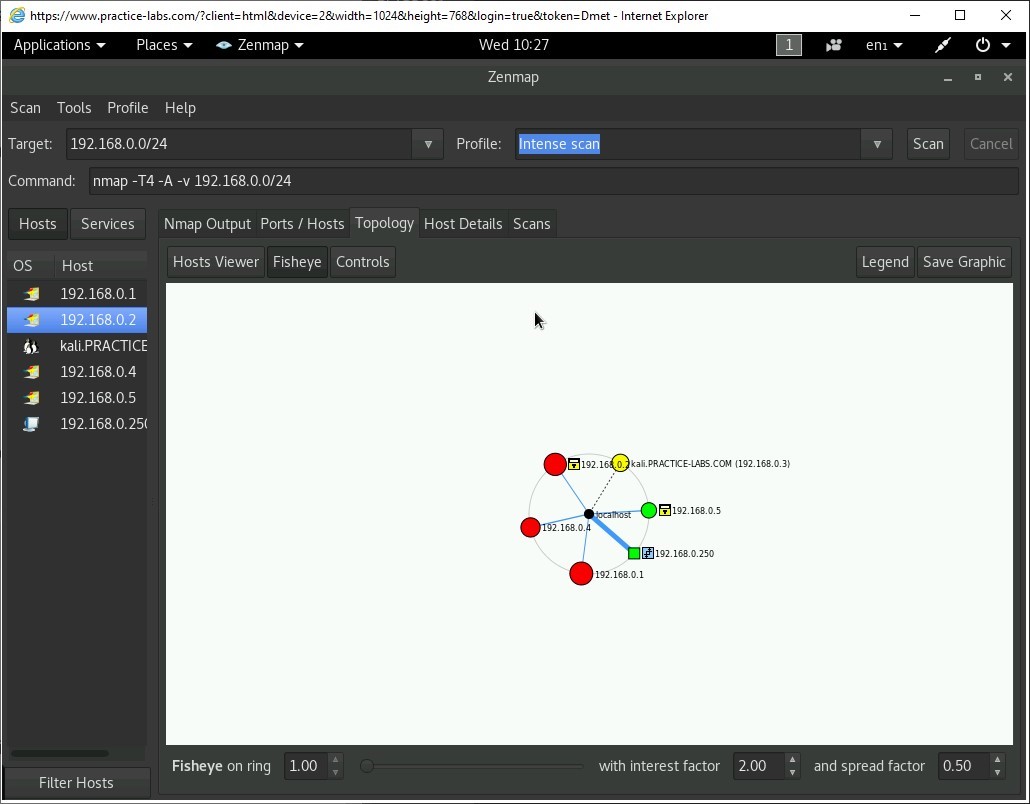 https://www.practice-labs.com/?client=html&device=2&width=1024&height=768&login=true&token=Dmet - Internet Explorer
Applications Places Zenmap Wed 10:27 1 en1
Zenmap
Scan Tools Profile Help
Target: 192.168.0.0/24 Profile: Intense scan Scan Cancel
Command: nmap -T4 -A -v 192.168.0.0/24
Hosts Services Nmap Output Ports / Hosts Topology Host Details Scans
Hosts Viewer Fisheye Controls Legend Save Graphic
OS Host
192.168.0.1
192.168.0.2
kali.PRACTICE
192.168.0.4
192.168.0.5
192.168.0.250
192.168.0.2 kali.PRACTICE-LABS.COM (192.168.0.3)
localhost 192.168.0.5
192.168.0.4
192.168.0.250
192.168.0.1
Fisheye on ring 1.00 with interest factor 2.00 and spread factor 0.50
Filter Hosts